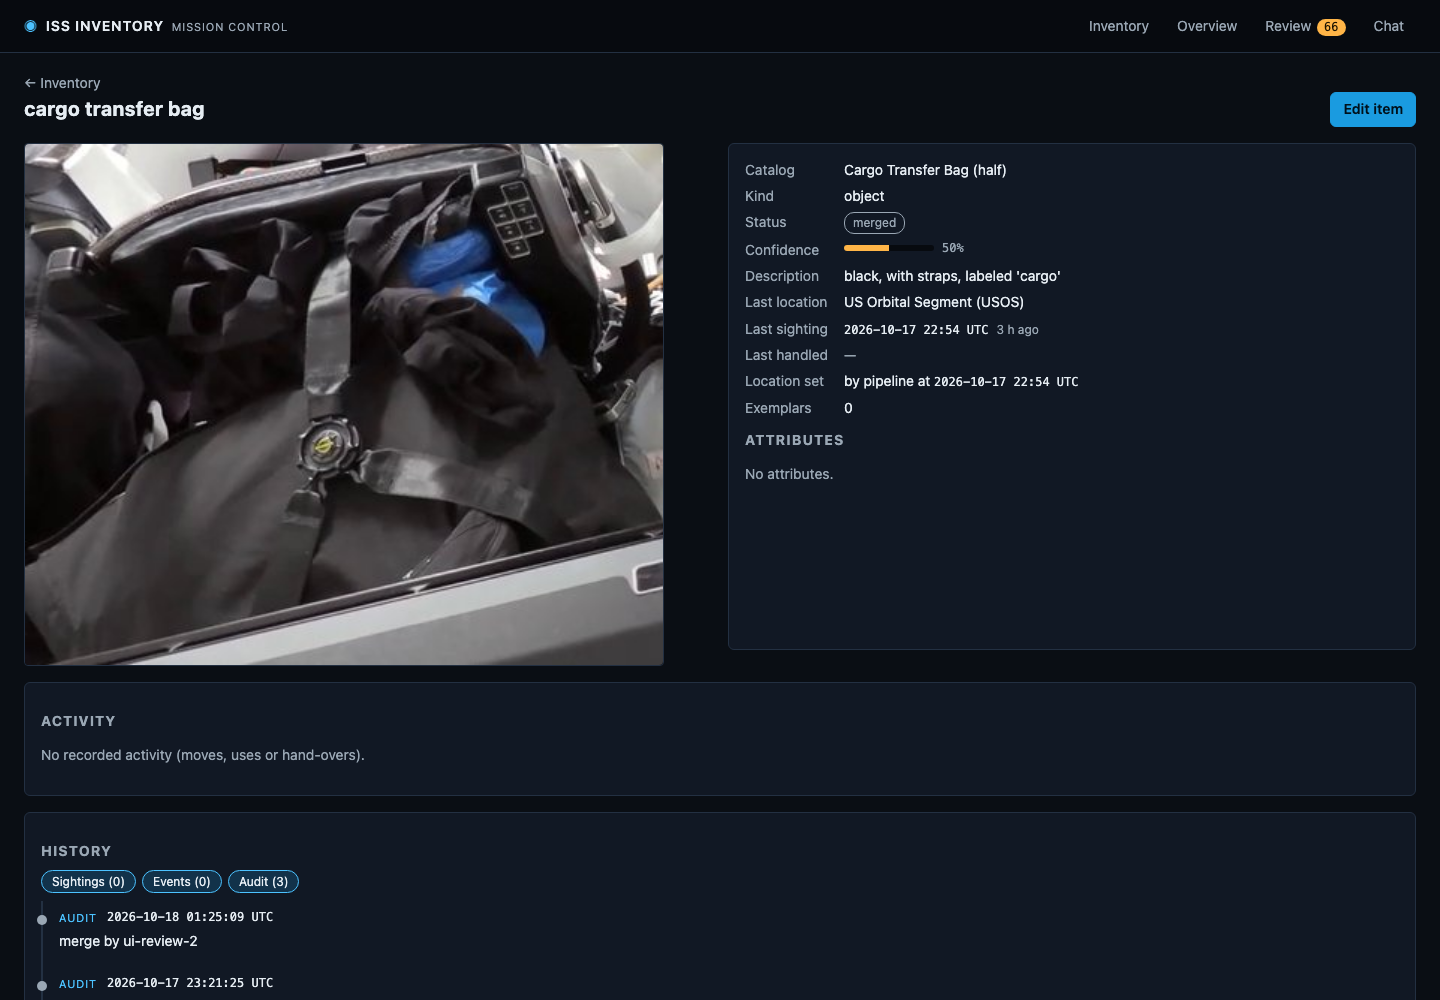 ISS INVENTORY MISSION CONTROL
Inventory Overview Review 66 Chat
← Inventory
cargo transfer bag
Edit item
Catalog Cargo Transfer Bag (half)
Kind object
Status merged
Confidence 50%
Description black, with straps, labeled 'cargo'
Last location US Orbital Segment (USOS)
Last sighting 2026-10-17 22:54 UTC 3 h ago
Last handled —
Location set by pipeline at 2026-10-17 22:54 UTC
Exemplars 0
ATTRIBUTES
No attributes.
ACTIVITY
No recorded activity (moves, uses or hand-overs).
HISTORY
Sightings (0) Events (0) Audit (3)
AUDIT 2026-10-18 01:25:09 UTC
merge by ui-review-2
AUDIT 2026-10-17 23:21:25 UTC